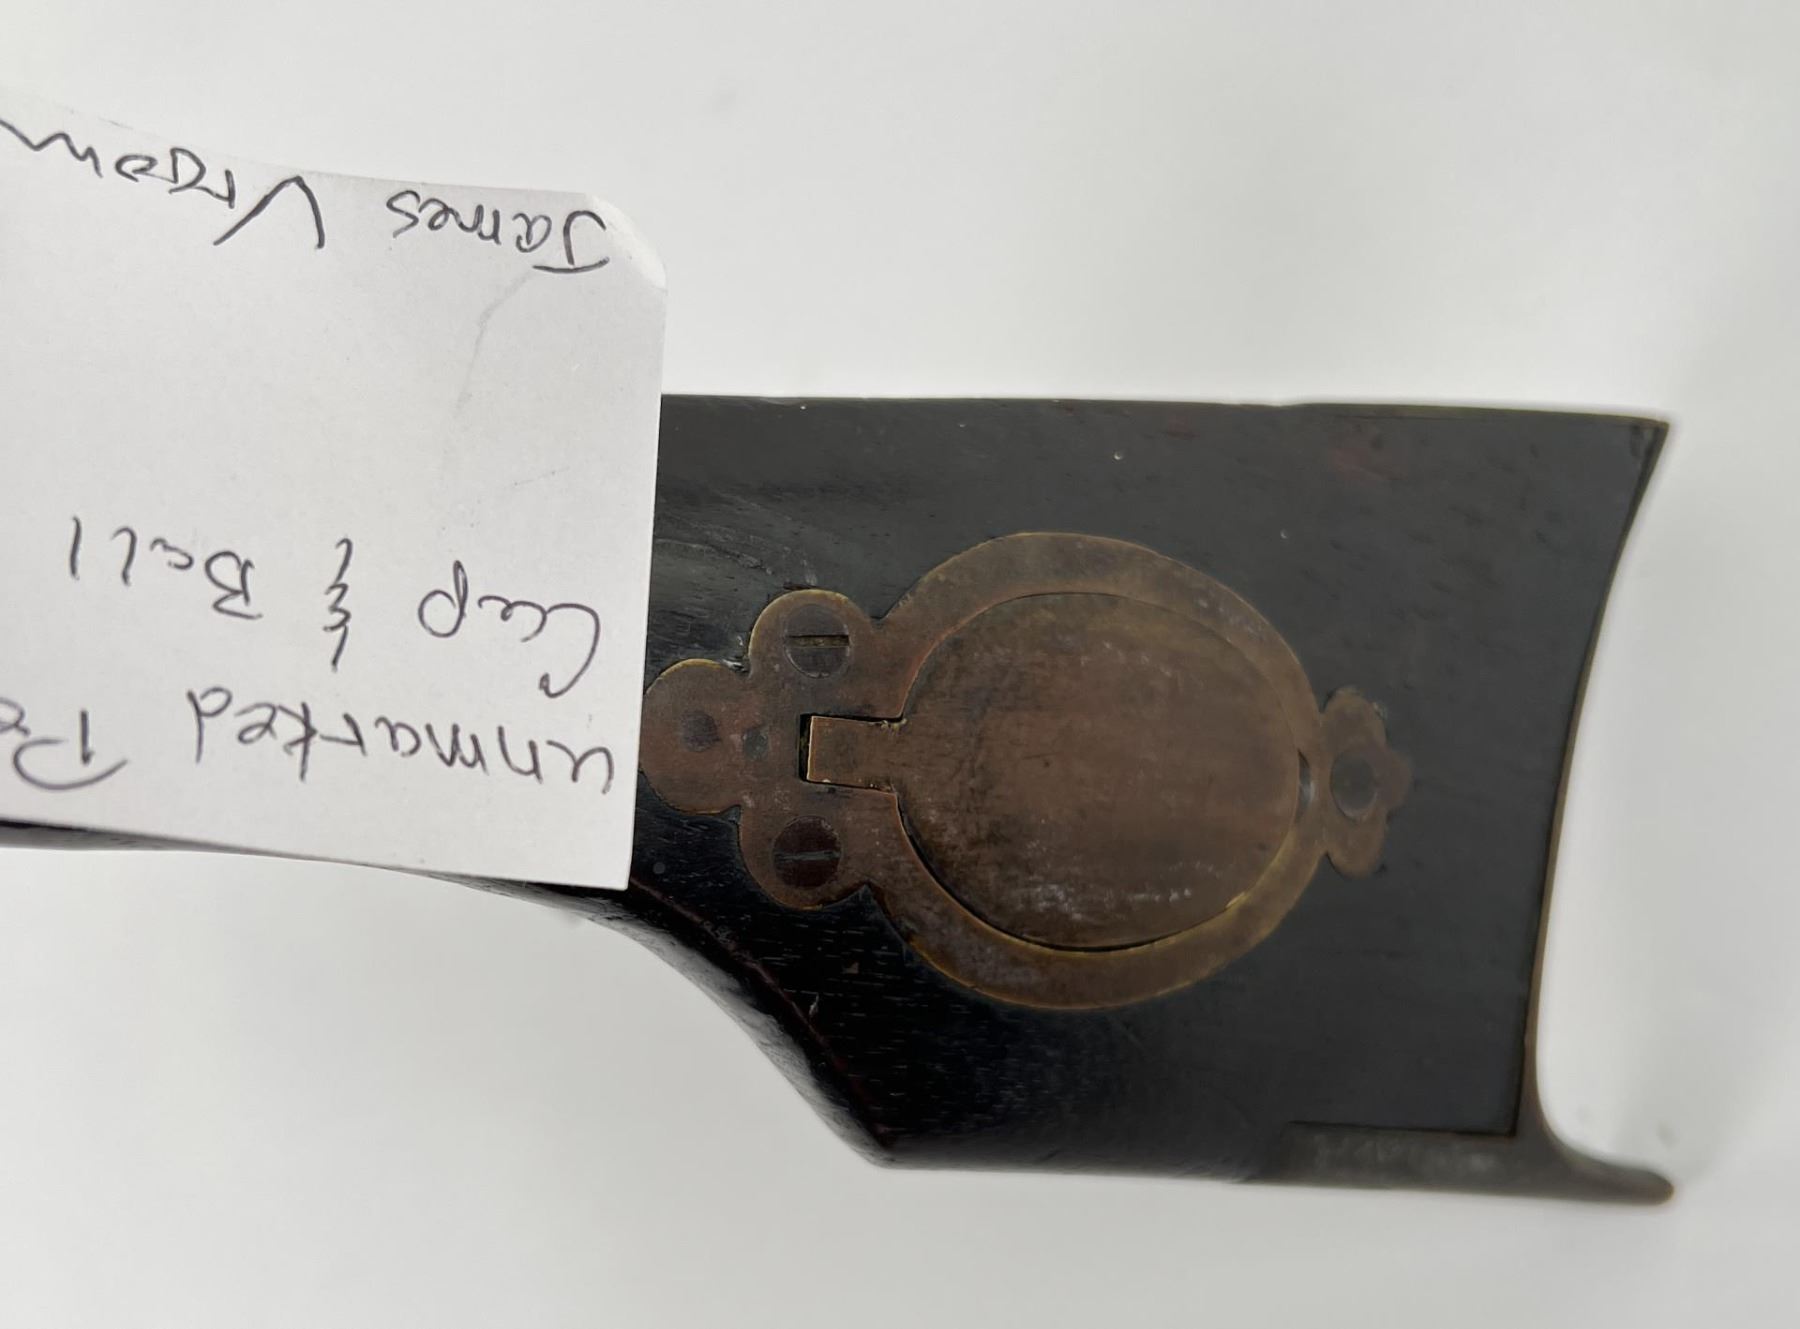 unmarked
Cap & Ball
James